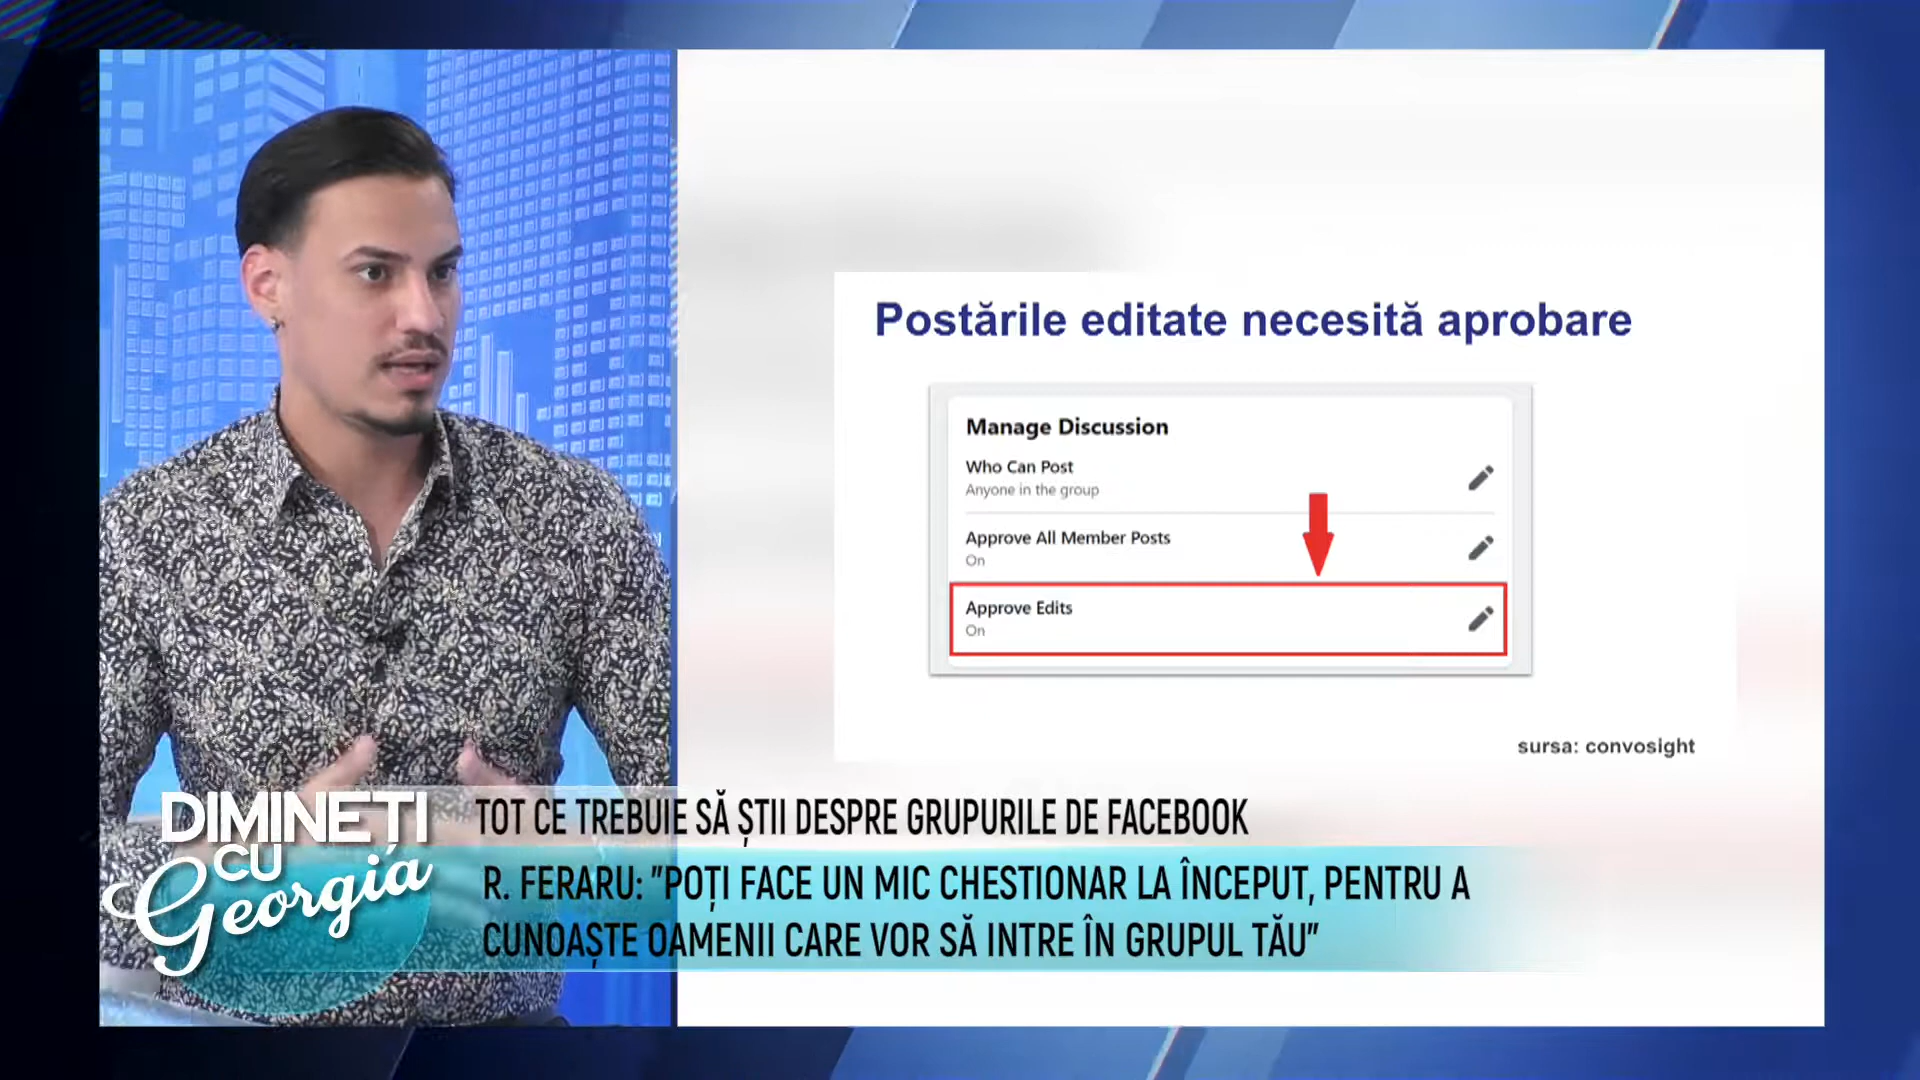 Postările editate necesită aprobare
Manage Discussion
Who Can Post
Anyone in the group
Approve All Member Posts
On
Approve Edits
On
sursa: convosight
DIMINEȚI
CU
Georgia
TOT CE TREBUIE SĂ ȘTII DESPRE GRUPURILE DE FACEBOOK
R. FERARU: ”POȚI FACE UN MIC CHESTIONAR LA ÎNCEPUT, PENTRU A
CUNOAȘTE OAMENII CARE VOR SĂ INTRE ÎN GRUPUL TĂU”